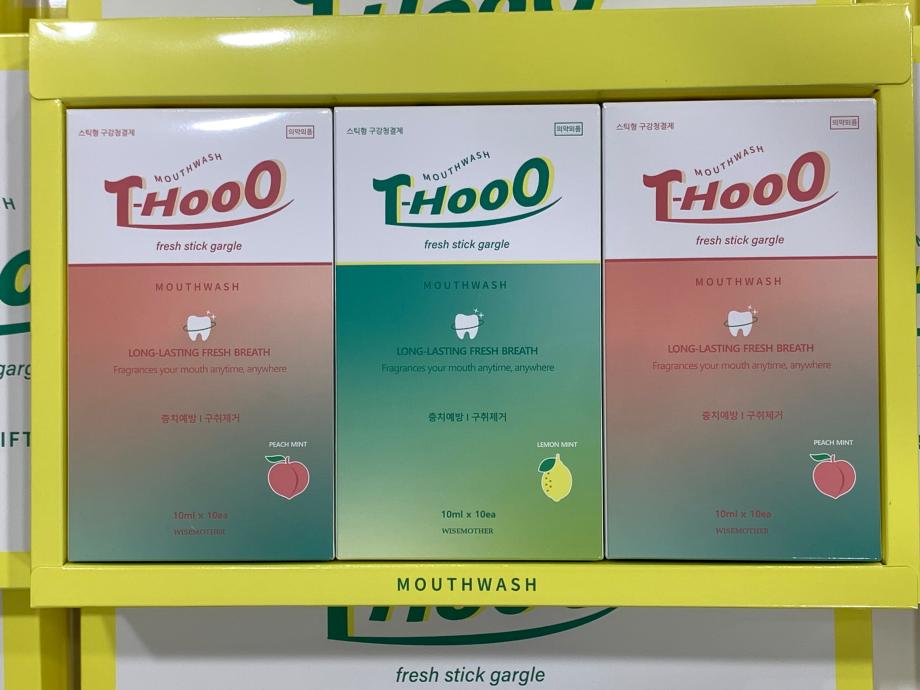 스틱형 구강청결제
의약외품
MOUTHWASH
T-HOOO
fresh stick gargle
MOUTHWASH
LONG-LASTING FRESH BREATH
Fragrances your mouth anytime, anywhere
충치예방 I 구취제거
PEACH MINT
10ml x 10ea
WISEMOTHER
스틱형 구강청결제
의약외품
MOUTHWASH
T-HOOO
fresh stick gargle
MOUTHWASH
LONG-LASTING FRESH BREATH
Fragrances your mouth anytime, anywhere
충치예방 I 구취제거
LEMON MINT
10ml x 10ea
WISEMOTHER
스틱형 구강청결제
의약외품
MOUTHWASH
T-HOOO
fresh stick gargle
MOUTHWASH
LONG-LASTING FRESH BREATH
Fragrances your mouth anytime, anywhere
충치예방 I 구취제거
PEACH MINT
10ml x 10ea
WISEMOTHER
MOUTHWASH
fresh stick gargle